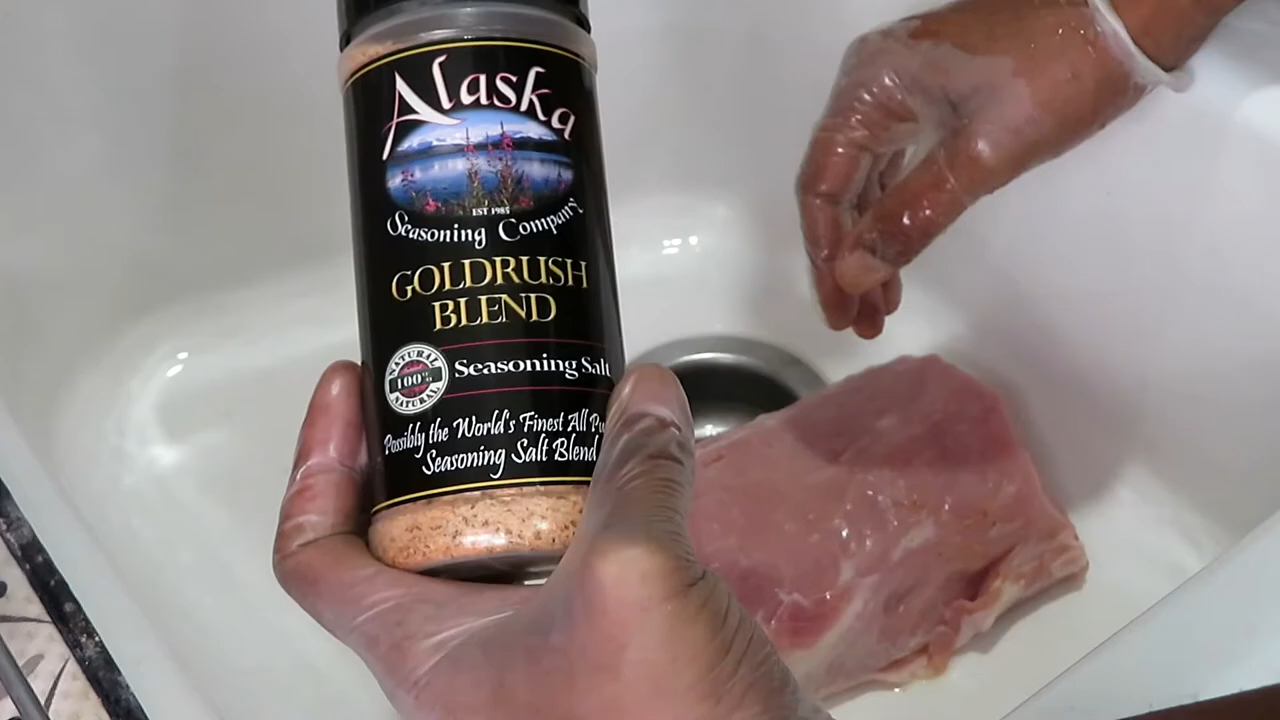 Alaska
EST 1985
Seasoning Company
GOLDRUSH
BLEND
NATURAL
100%
NATURAL
Seasoning Salt
Possibly the World's Finest All
Seasoning Salt Blend